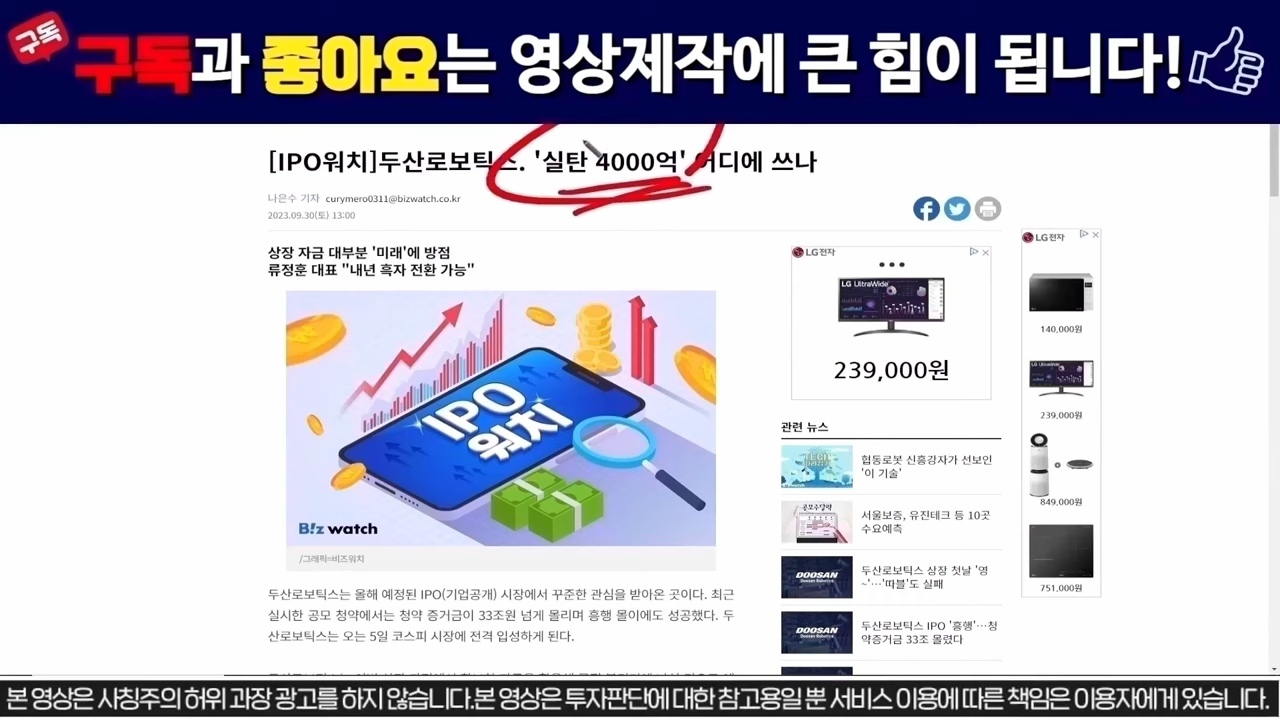 구독
구독과 좋아요는 영상제작에 큰 힘이 됩니다!
[IPO워치]두산로보틱스. '실탄 4000억' 어디에 쓰나
나은수 기자 curymero0311@bizwatch.co.kr
2023.09.30(토) 13:00
상장 자금 대부분 '미래'에 방점
류정훈 대표 "내년 흑자 전환 가능"
IPO
워치
B!z watch
/그래픽=비즈워치
두산로보틱스는 올해 예정된 IPO(기업공개) 시장에서 꾸준한 관심을 받아온 곳이다. 최근
실시한 공모 청약에서는 청약 증거금이 33조원 넘게 몰리며 흥행 몰이에도 성공했다. 두
산로보틱스는 오는 5일 코스피 시장에 전격 입성하게 된다.
LG전자
LG UltraWide
239,000원
관련 뉴스
협동로봇 신흥강자가 선보인
'이 기술'
공모주달력
서울보증, 유진테크 등 10곳
수요예측
DOOSAN
Doosan Robotics
두산로보틱스 상장 첫날 '영
~'…'따블'도 실패
DOOSAN
Doosan Robotics
두산로보틱스 IPO '흥행'…청
약증거금 33조 몰렸다
LG전자
140,000원
239,000원
849,000원
751,000원
본 영상은 사칭주의 허위 과장 광고를 하지 않습니다.본 영상은 투자판단에 대한 참고용일 뿐 서비스 이용에 따른 책임은 이용자에게 있습니다.